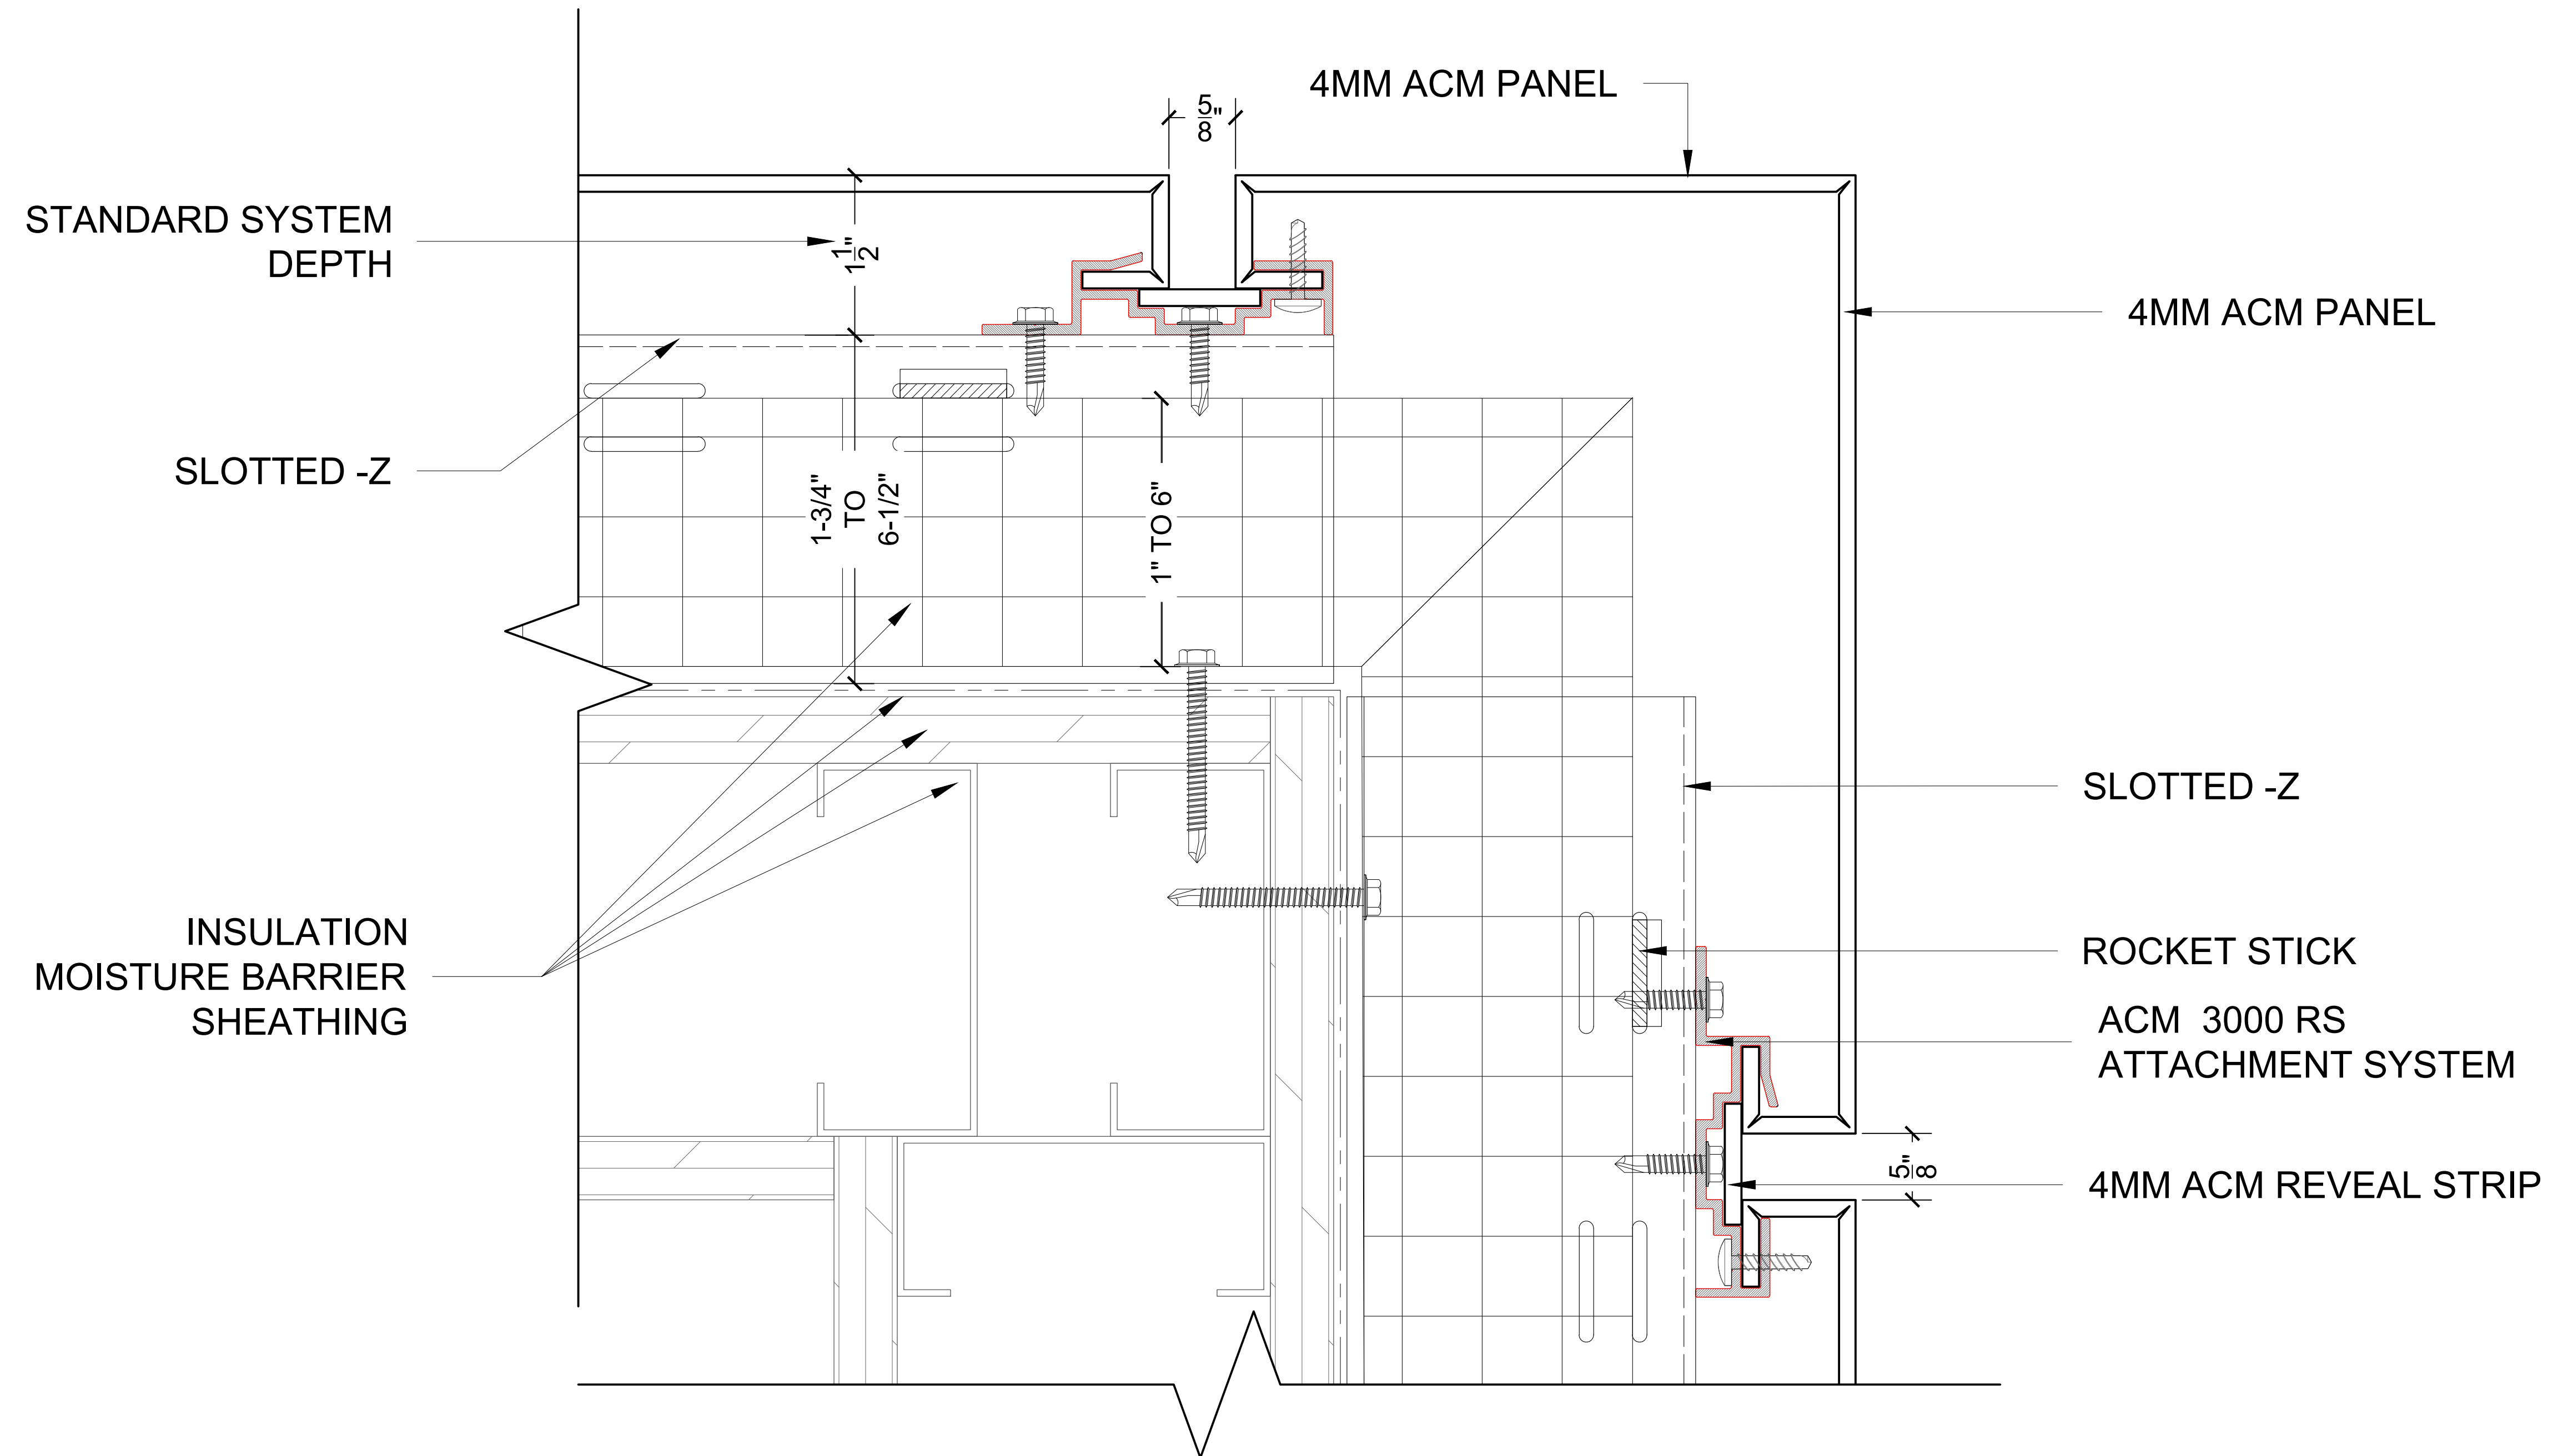 4MM ACM PANEL
5/8"
STANDARD SYSTEM
DEPTH
1 1/2"
4MM ACM PANEL
SLOTTED -Z
1-3/4"
TO
6-1/2"
1" TO 6"
SLOTTED -Z
INSULATION
MOISTURE BARRIER
SHEATHING
ROCKET STICK
ACM  3000 RS
ATTACHMENT SYSTEM
5/8"
4MM ACM REVEAL STRIP